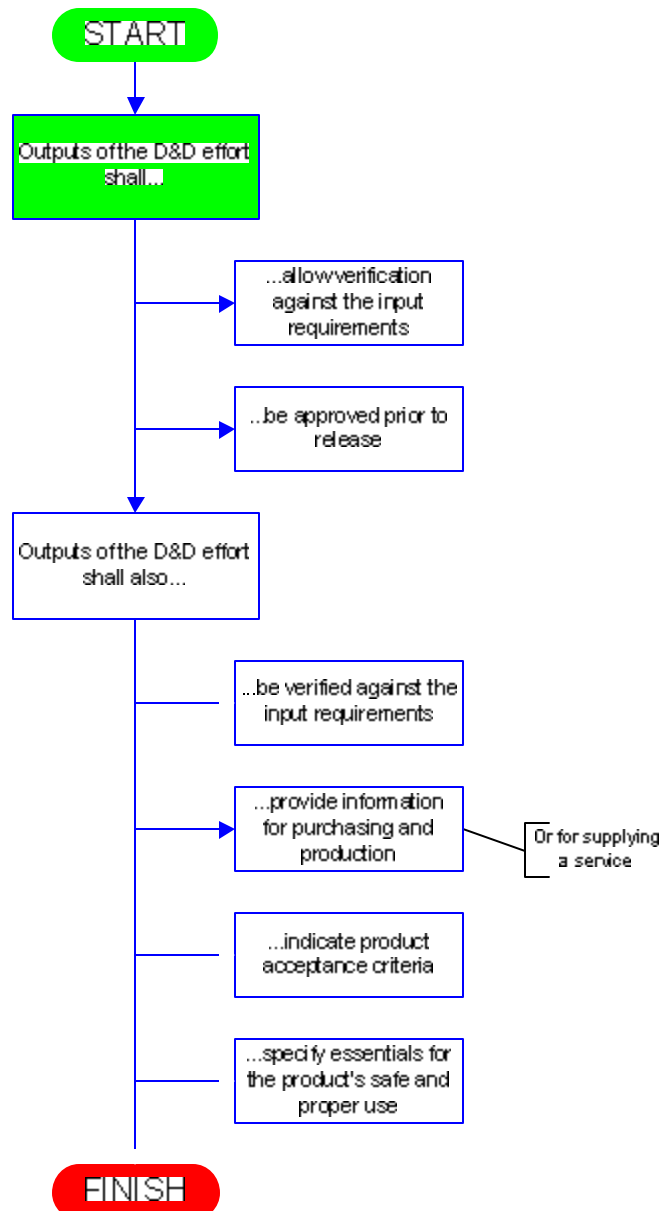 START
Outputs of the D&D effort
shall...
...allow verification
against the input
requirements
...be approved prior to
release
Outputs of the D&D effort
shall also...
...be verified against the
input requirements
...provide information
for purchasing and
production
Or for supplying
a service
...indicate product
acceptance criteria
...specify essentials for
the product's safe and
proper use
FINISH